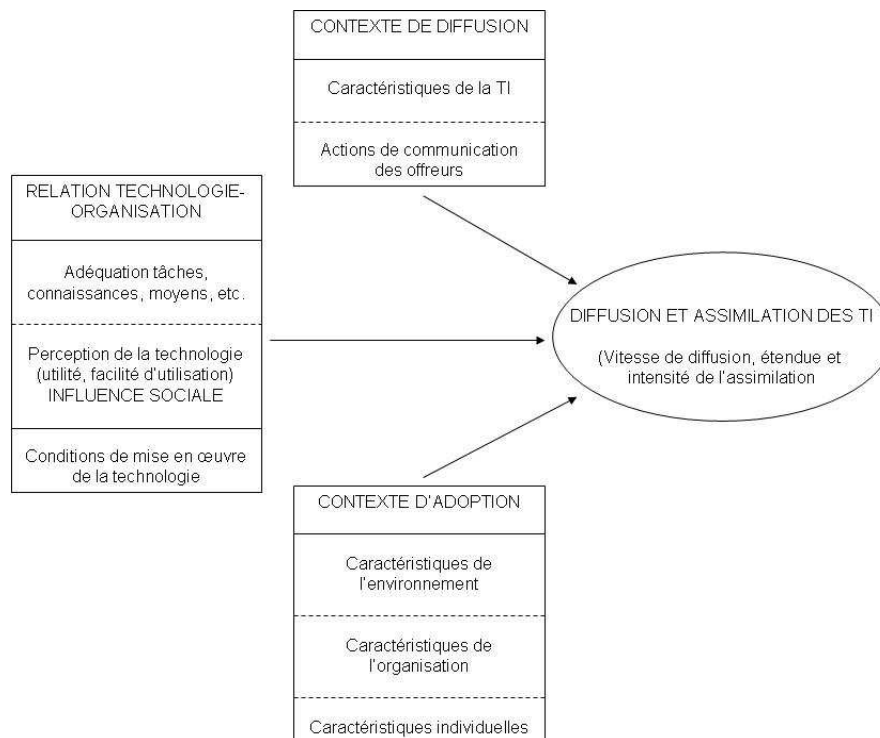 CONTEXTE DE DIFFUSION
Caractéristiques de la TI
Actions de communication
des offreurs
RELATION TECHNOLOGIE-
ORGANISATION
Adéquation tâches,
connaissances, moyens, etc.
Perception de la technologie
(utilité, facilité d'utilisation)
INFLUENCE SOCIALE
Conditions de mise en œuvre
de la technologie
DIFFUSION ET ASSIMILATION DES TI
(Vitesse de diffusion, étendue et
intensité de l'assimilation
CONTEXTE D'ADOPTION
Caractéristiques de
l'environnement
Caractéristiques de
l'organisation
Caractéristiques individuelles